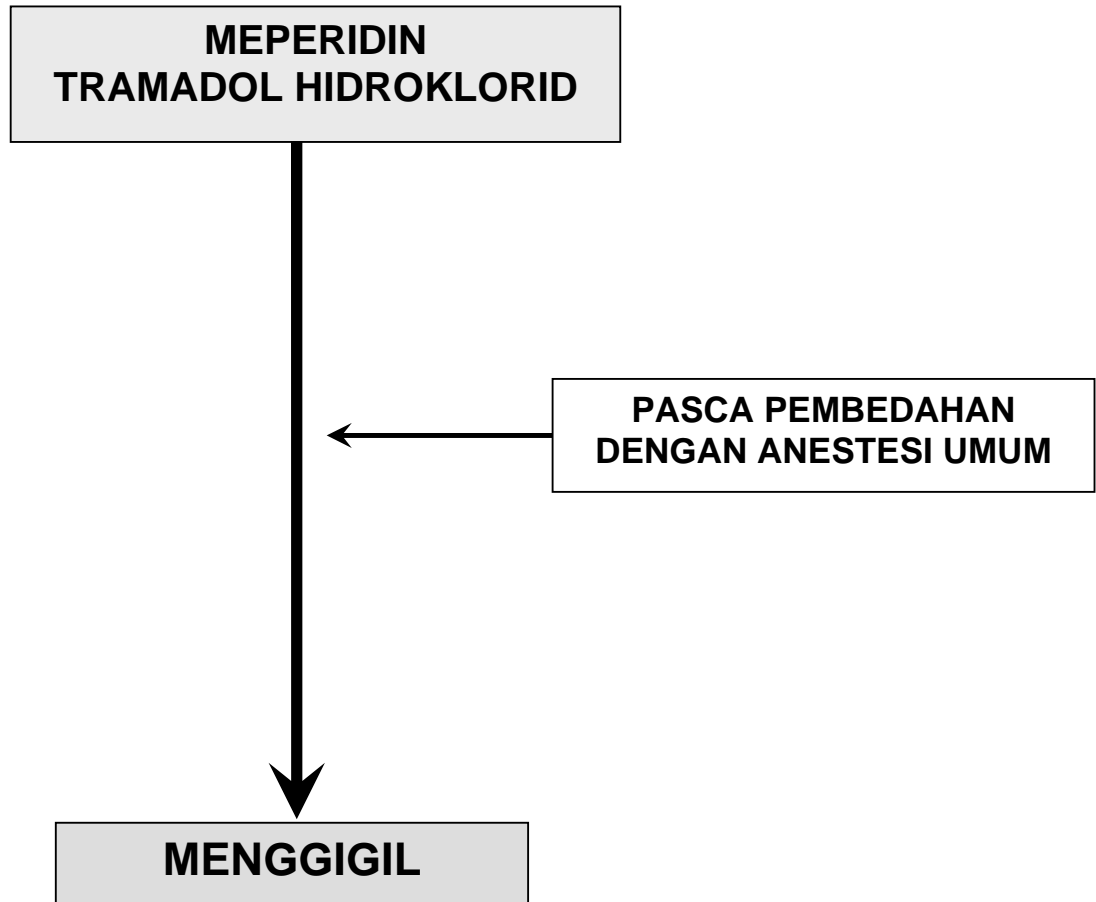 MEPERIDIN
TRAMADOL HIDROKLORID
PASCA PEMBEDAHAN
DENGAN ANESTESI UMUM
MENGGIGIL